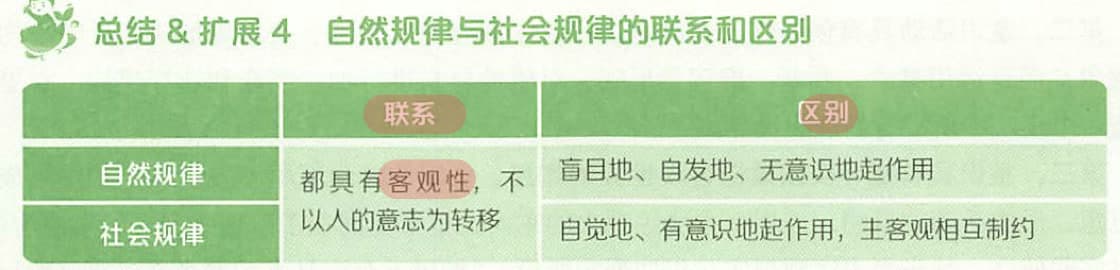 总结 & 扩展 4 自然规律与社会规律的联系和区别
联系 区别
自然规律 都具有客观性，不以人的意志为转移 盲目地、自发地、无意识地起作用
社会规律 自觉地、有意识地起作用，主客观相互制约